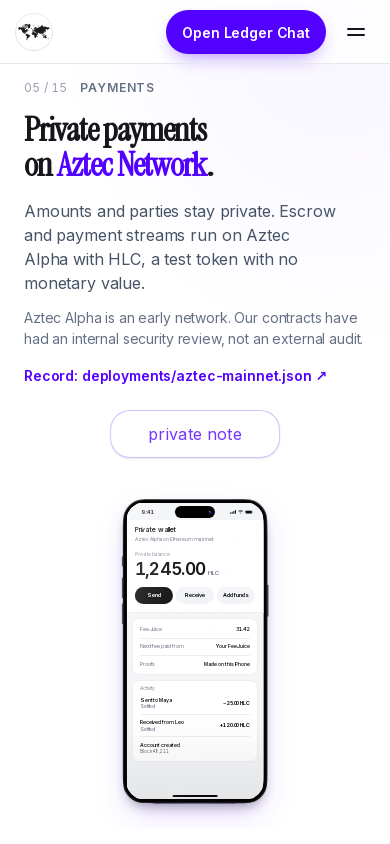 Open Ledger Chat
05 / 15 PAYMENTS
Private payments
on Aztec Network.
Amounts and parties stay private. Escrow
and payment streams run on Aztec
Alpha with HLC, a test token with no
monetary value.
Aztec Alpha is an early network. Our contracts have
had an internal security review, not an external audit.
Record: deployments/aztec-mainnet.json ↗
private note
9:41
Private wallet
Aztec Alpha on Ethereum mainnet
Private balance
1,245.00 HLC
Send Receive Add funds
Fee Juice 31.42
Next fee paid from Your Fee Juice
Proofs Made on this Phone
Activity
Sent to Maya −25.00 HLC
Settled
Received from Leo +120.00 HLC
Settled
Account created
Block 48,211